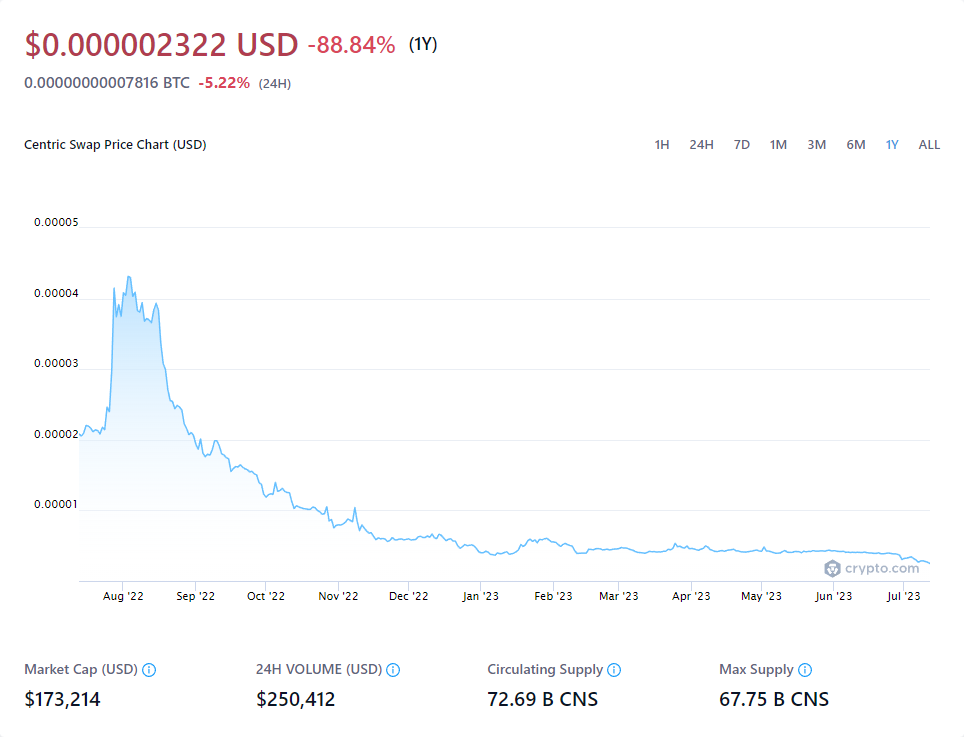 $0.000002322 USD -88.84% (1Y)
0.00000000007816 BTC -5.22% (24H)
Centric Swap Price Chart (USD) 1H 24H 7D 1M 3M 6M 1Y ALL
0.00005
0.00004
0.00003
0.00002
0.00001
crypto.com
Aug '22 Sep '22 Oct '22 Nov '22 Dec '22 Jan '23 Feb '23 Mar '23 Apr '23 May '23 Jun '23 Jul '23
Market Cap (USD) 24H VOLUME (USD) Circulating Supply Max Supply
$173,214 $250,412 72.69 B CNS 67.75 B CNS